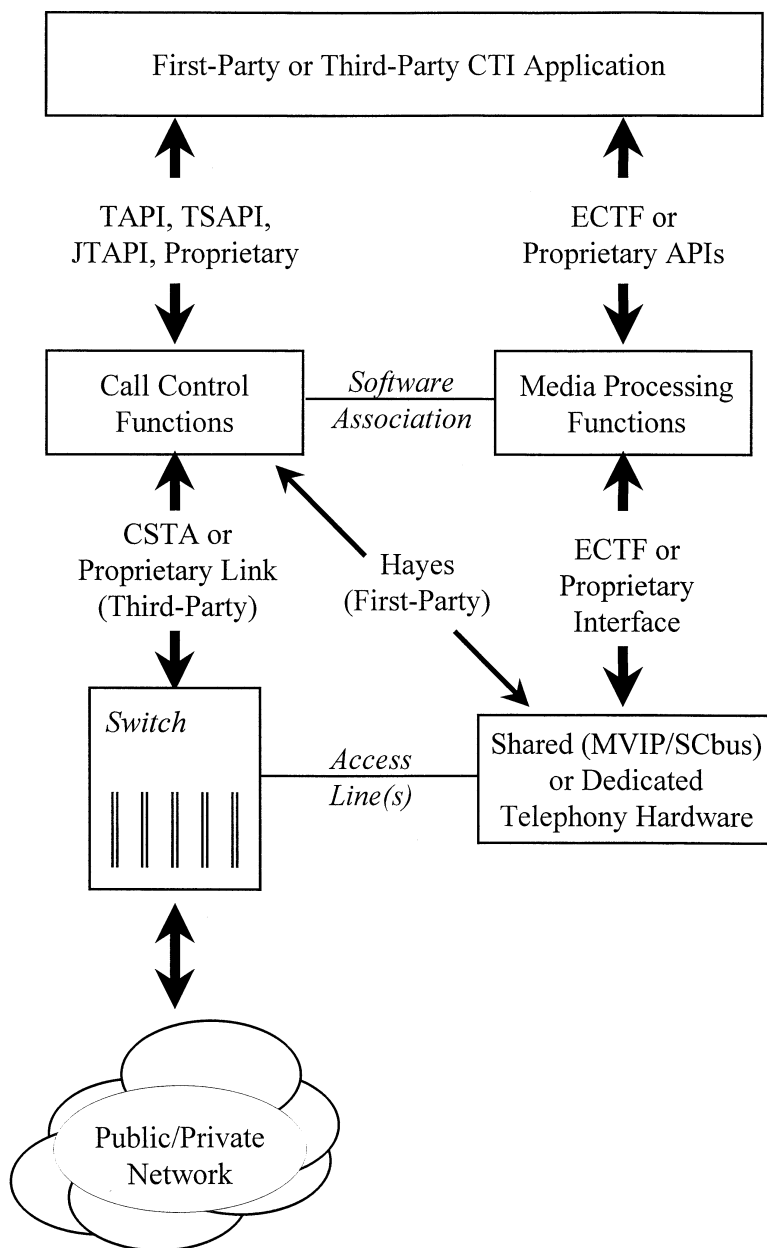 First-Party or Third-Party CTI Application
TAPI, TSAPI,
JTAPI, Proprietary
ECTF or
Proprietary APIs
Call Control
Functions
Software
Association
Media Processing
Functions
CSTA or
Proprietary Link
(Third-Party)
Hayes
(First-Party)
ECTF or
Proprietary
Interface
Switch
Access
Line(s)
Shared (MVIP/SCbus)
or Dedicated
Telephony Hardware
Public/Private
Network